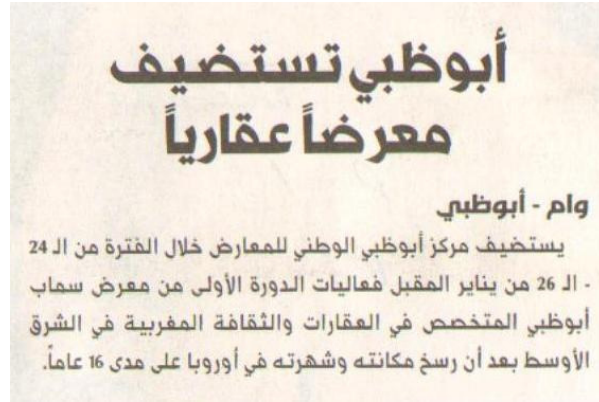 أبوظبي تستضيف
معرضاً عقارياً
وام - أبوظبي
يستضيف مركز أبوظبي الوطني للمعارض خلال الفترة من الـ 24
- الـ 26 من يناير المقبل فعاليات الدورة الأولى من معرض سماب
أبوظبي المتخصص في العقارات والثقافة المغربية في الشرق
الأوسط بعد أن رسخ مكانته وشهرته في أوروبا على مدى 16 عاماً.